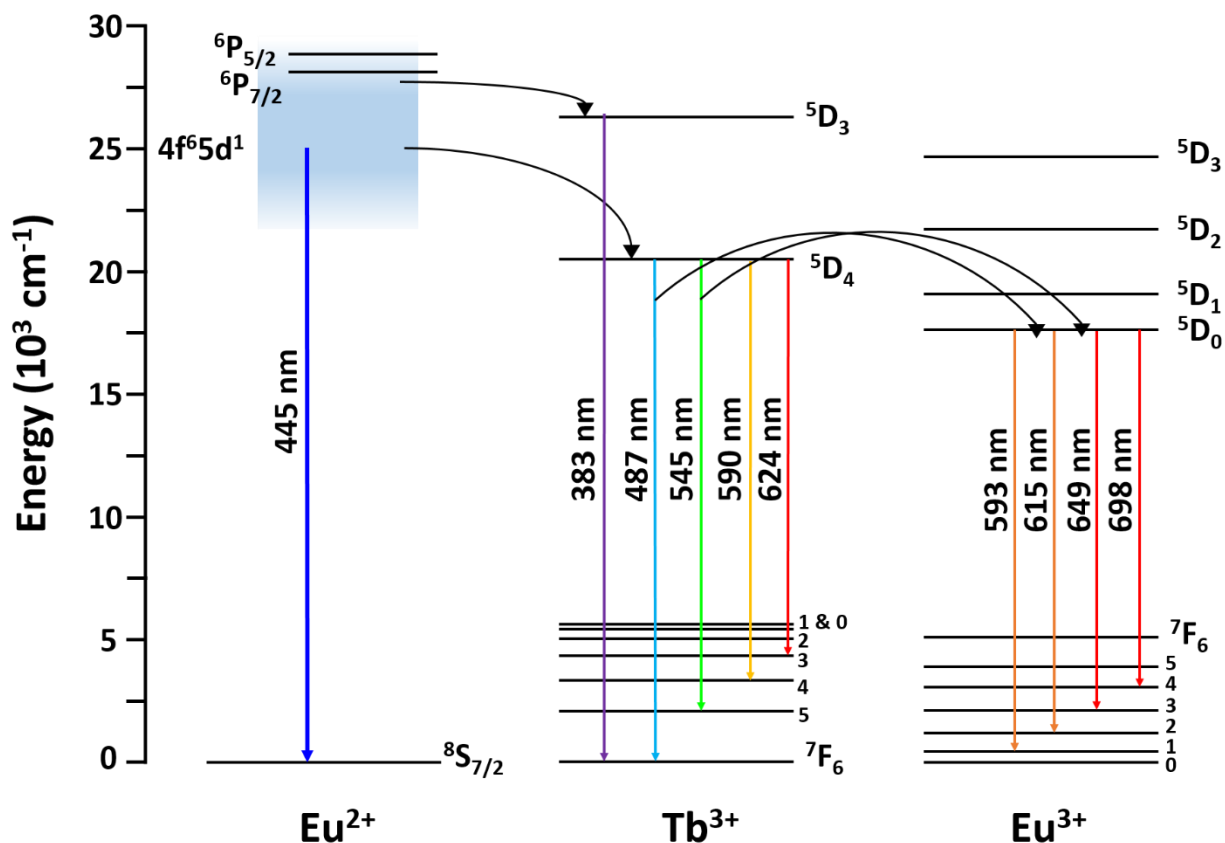 Energy (10³ cm⁻¹)
30
25
20
15
10
5
0
⁶P₅/₂
⁶P₇/₂
4f⁶5d¹
445 nm
⁸S₇/₂
Eu²⁺
⁵D₃
⁵D₄
383 nm
487 nm
545 nm
590 nm
624 nm
1 & 0
2
3
4
5
⁷F₆
Tb³⁺
⁵D₃
⁵D₂
⁵D₁
⁵D₀
593 nm
615 nm
649 nm
698 nm
⁷F₆
5
4
3
2
1
0
Eu³⁺